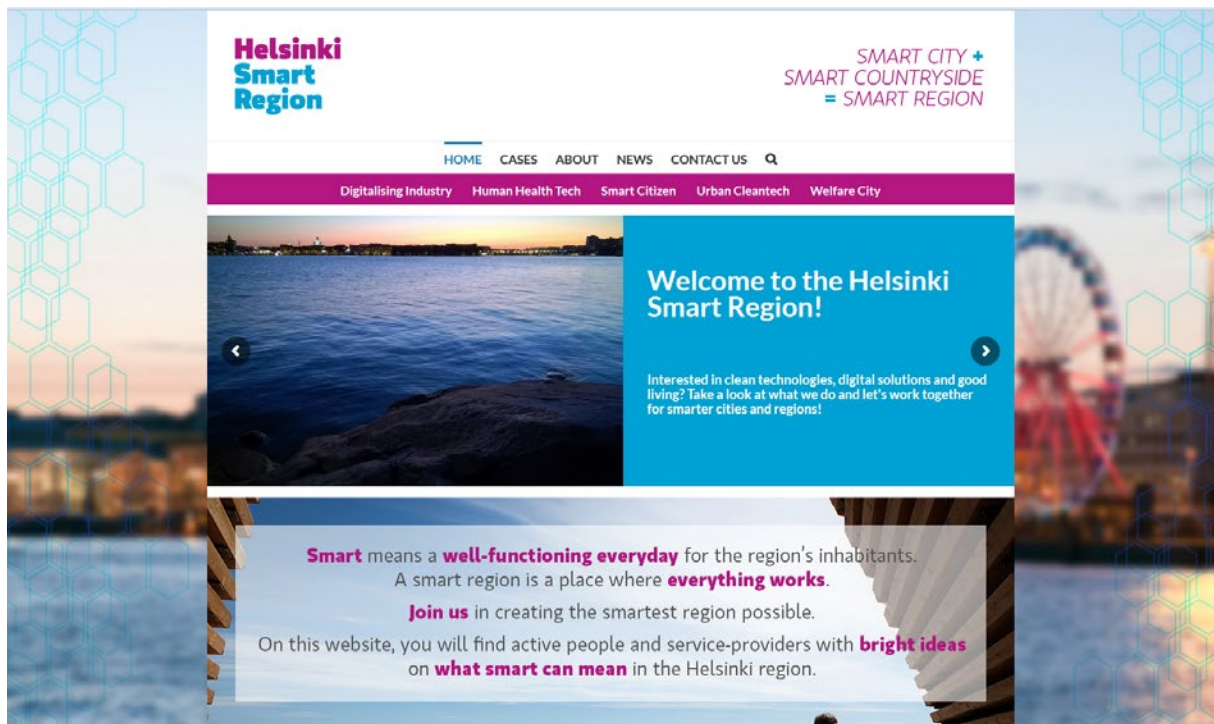 Helsinki
Smart
Region
SMART CITY +
SMART COUNTRYSIDE
= SMART REGION
HOME CASES ABOUT NEWS CONTACT US
Digitalising Industry Human Health Tech Smart Citizen Urban Cleantech Welfare City
Welcome to the Helsinki
Smart Region!
Interested in clean technologies, digital solutions and good
living? Take a look at what we do and let's work together
for smarter cities and regions!
Smart means a well-functioning everyday for the region's inhabitants.
A smart region is a place where everything works.
Join us in creating the smartest region possible.
On this website, you will find active people and service-providers with bright ideas
on what smart can mean in the Helsinki region.